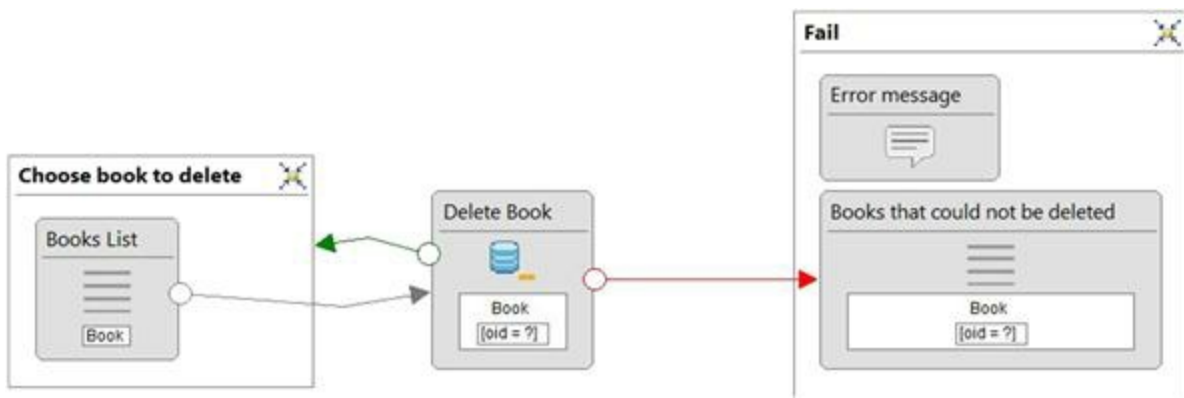 Choose book to delete
Books List
Book
Delete Book
Book
[oid = ?]
Fail
Error message
Books that could not be deleted
Book
[oid = ?]